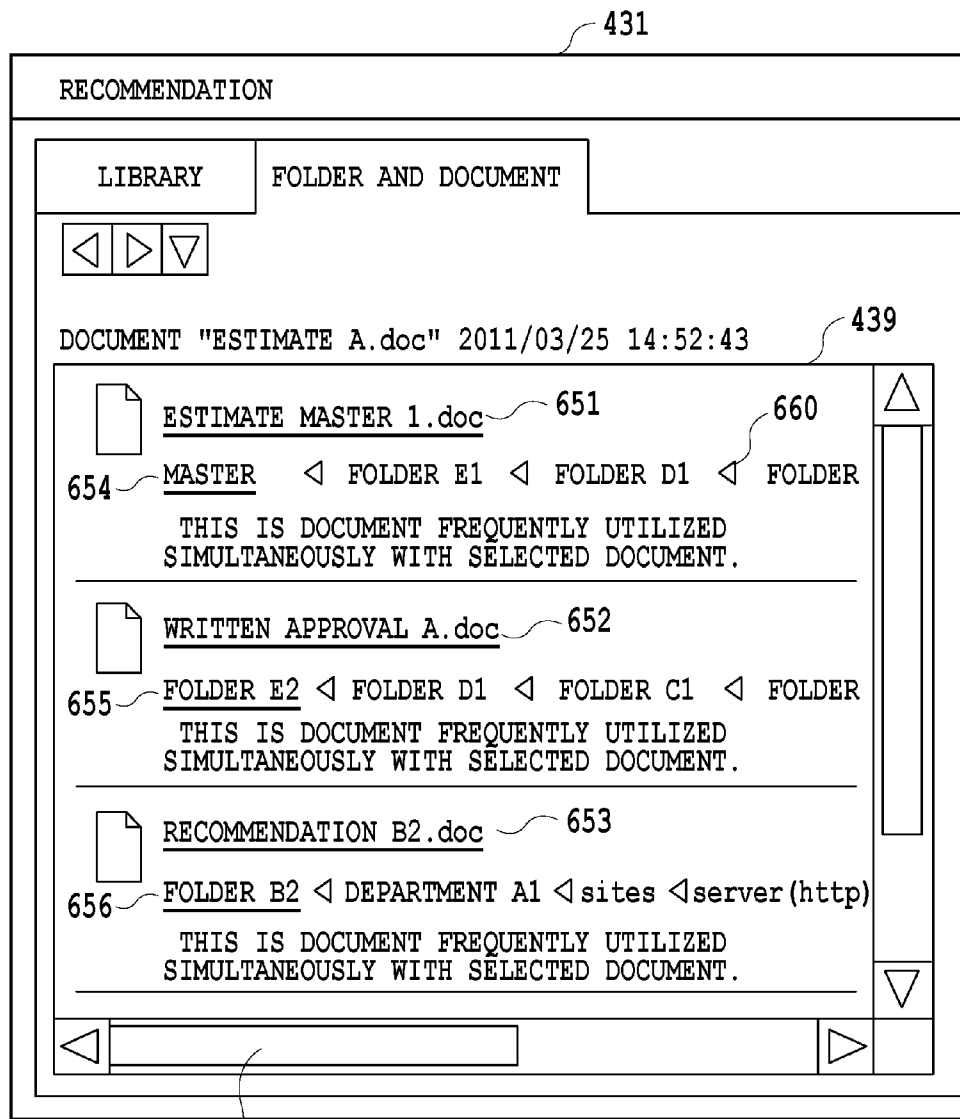 431
RECOMMENDATION
LIBRARY FOLDER AND DOCUMENT
DOCUMENT "ESTIMATE A.doc" 2011/03/25 14:52:43 439
ESTIMATE MASTER 1.doc 651 660
654 MASTER ◁ FOLDER E1 ◁ FOLDER D1 ◁ FOLDER
THIS IS DOCUMENT FREQUENTLY UTILIZED
SIMULTANEOUSLY WITH SELECTED DOCUMENT.
WRITTEN APPROVAL A.doc 652
655 FOLDER E2 ◁ FOLDER D1 ◁ FOLDER C1 ◁ FOLDER
THIS IS DOCUMENT FREQUENTLY UTILIZED
SIMULTANEOUSLY WITH SELECTED DOCUMENT.
RECOMMENDATION B2.doc 653
656 FOLDER B2 ◁ DEPARTMENT A1 ◁ sites ◁ server(http)
THIS IS DOCUMENT FREQUENTLY UTILIZED
SIMULTANEOUSLY WITH SELECTED DOCUMENT.